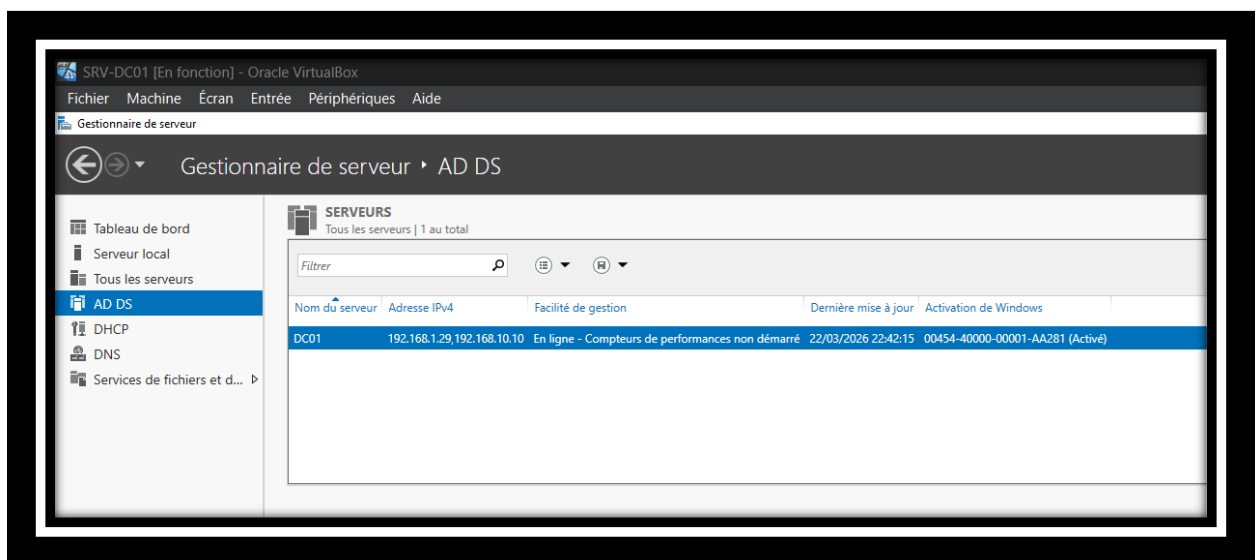 SRV-DC01 [En fonction] - Oracle VirtualBox
Fichier Machine Écran Entrée Périphériques Aide
Gestionnaire de serveur
Gestionnaire de serveur ‣ AD DS
Tableau de bord
Serveur local
Tous les serveurs
AD DS
DHCP
DNS
Services de fichiers et d...
SERVEURS
Tous les serveurs | 1 au total
Filtrer
Nom du serveur Adresse IPv4 Facilité de gestion Dernière mise à jour Activation de Windows
DC01 192.168.1.29,192.168.10.10 En ligne - Compteurs de performances non démarré 22/03/2026 22:42:15 00454-40000-00001-AA281 (Activé)